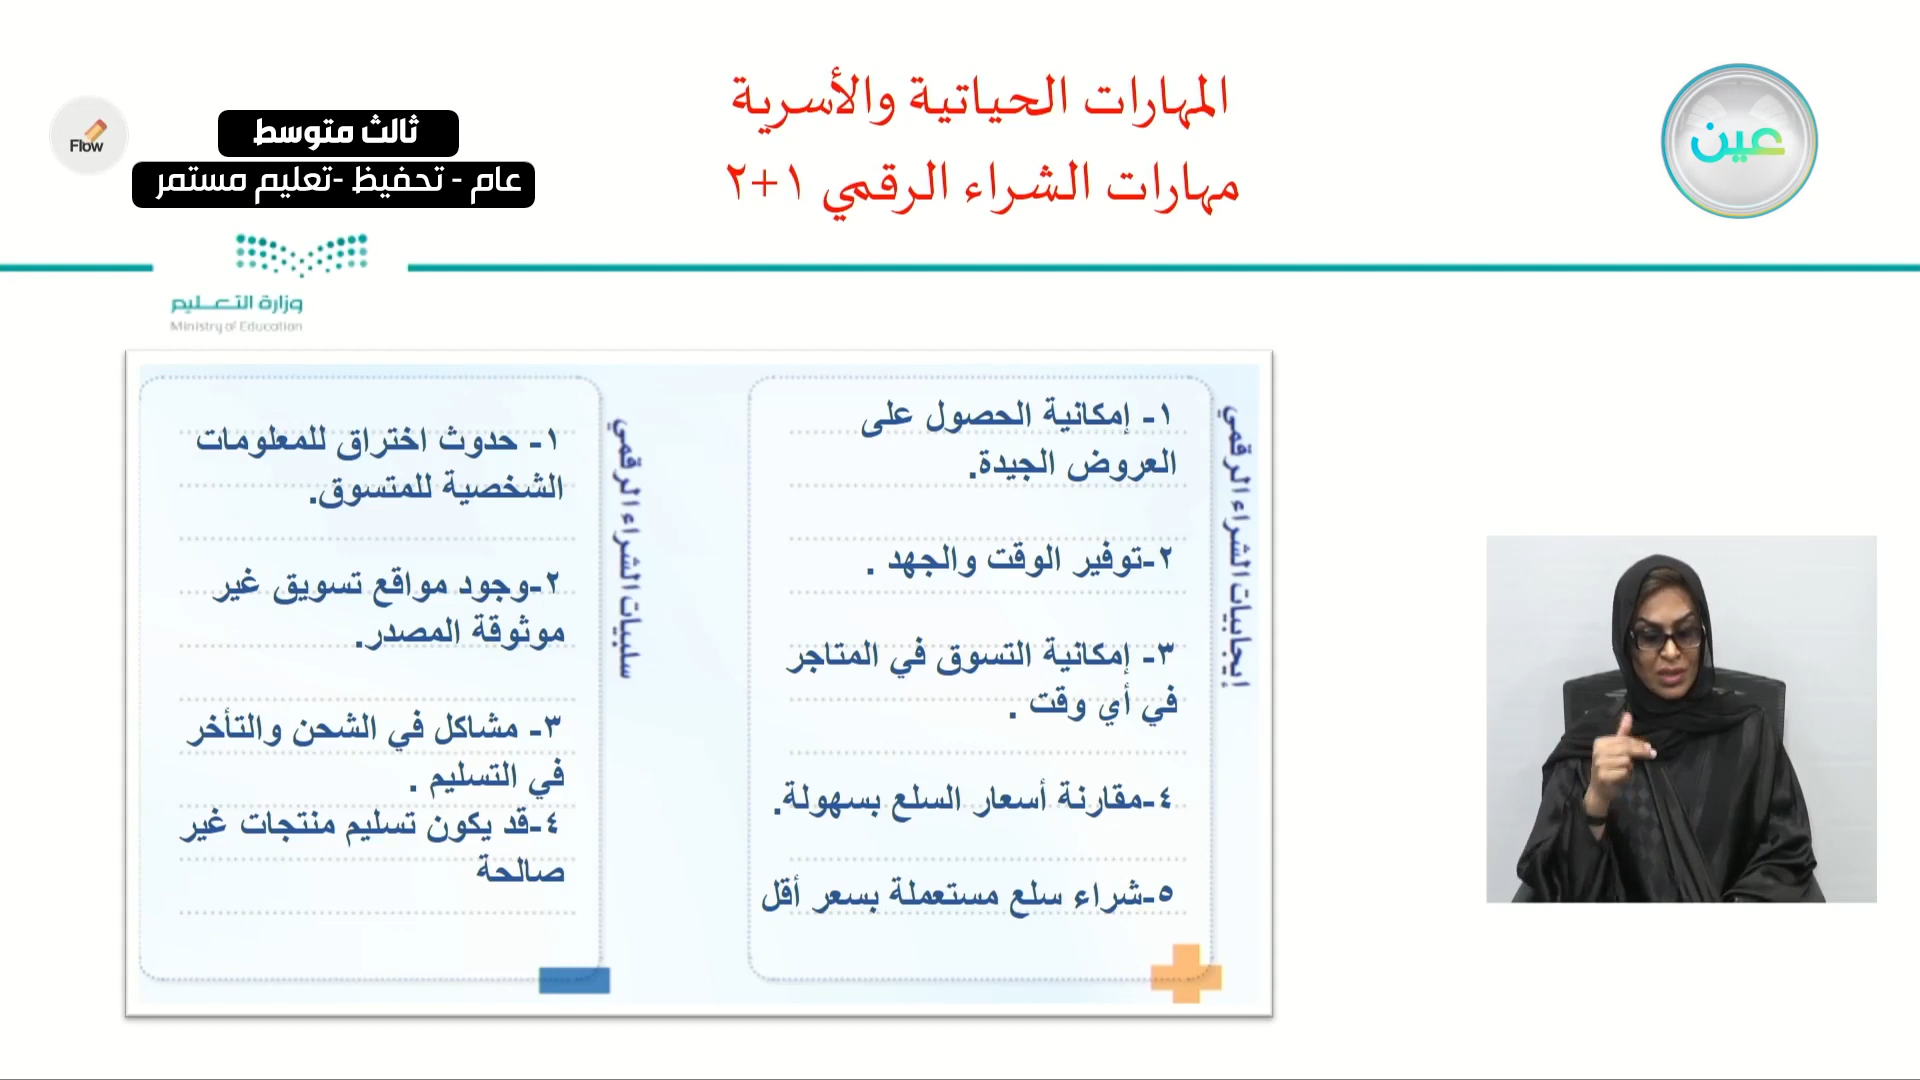 المهارات الحياتية والأسرية
مهارات الشراء الرقمي ١+٢
عين
ثالث متوسط
عام - تحفيظ -تعليم مستمر
Flow
وزارة التعليم
Ministry of Education
إيجابيات الشراء الرقمي
١- إمكانية الحصول على
العروض الجيدة.
٢-توفير الوقت والجهد .
٣- إمكانية التسوق في المتاجر
في أي وقت .
٤-مقارنة أسعار السلع بسهولة.
٥-شراء سلع مستعملة بسعر أقل
سلبيات الشراء الرقمي
١- حدوث اختراق للمعلومات
الشخصية للمتسوق.
٢-وجود مواقع تسويق غير
موثوقة المصدر.
٣- مشاكل في الشحن والتأخر
في التسليم .
٤-قد يكون تسليم منتجات غير
صالحة